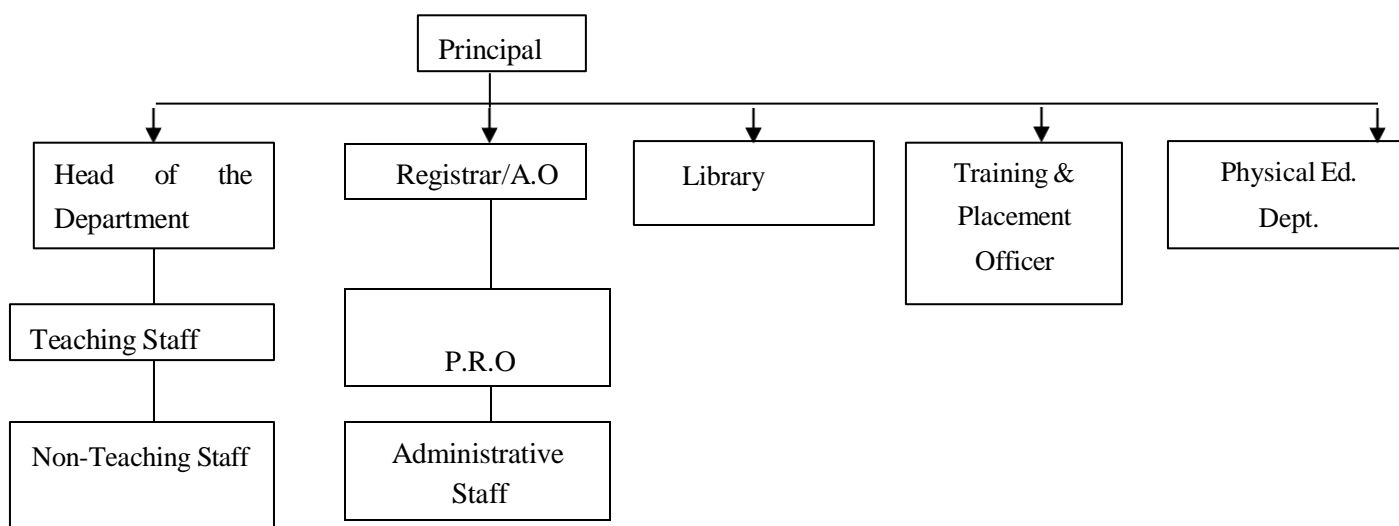 Principal
Head of the
Department
Registrar/A.O
Library
Training &
Placement
Officer
Physical Ed.
Dept.
Teaching Staff
P.R.O
Non-Teaching Staff
Administrative
Staff